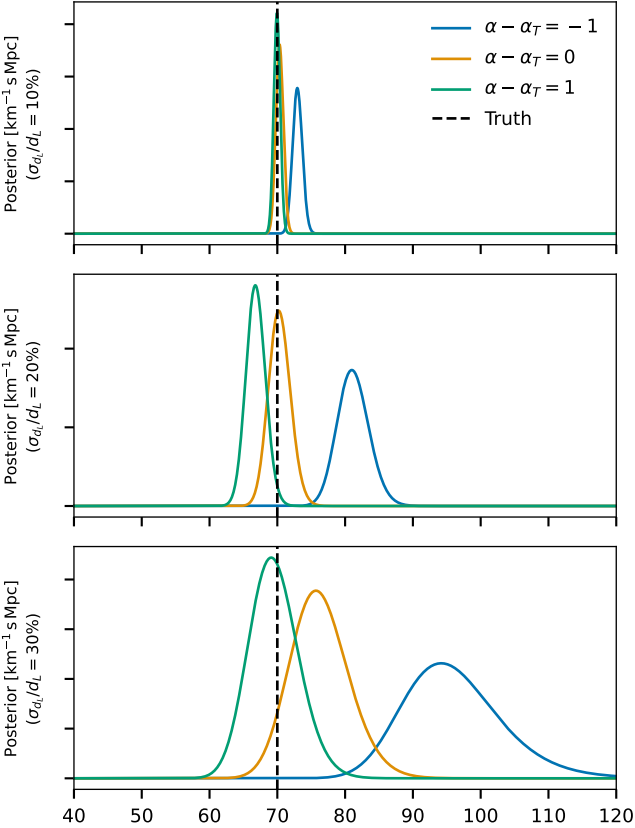 Posterior [km⁻¹ s Mpc]
(σ_{d_L}/d_L = 10%)
α − α_T = −1
α − α_T = 0
α − α_T = 1
Truth
Posterior [km⁻¹ s Mpc]
(σ_{d_L}/d_L = 20%)
Posterior [km⁻¹ s Mpc]
(σ_{d_L}/d_L = 30%)
40 50 60 70 80 90 100 110 120